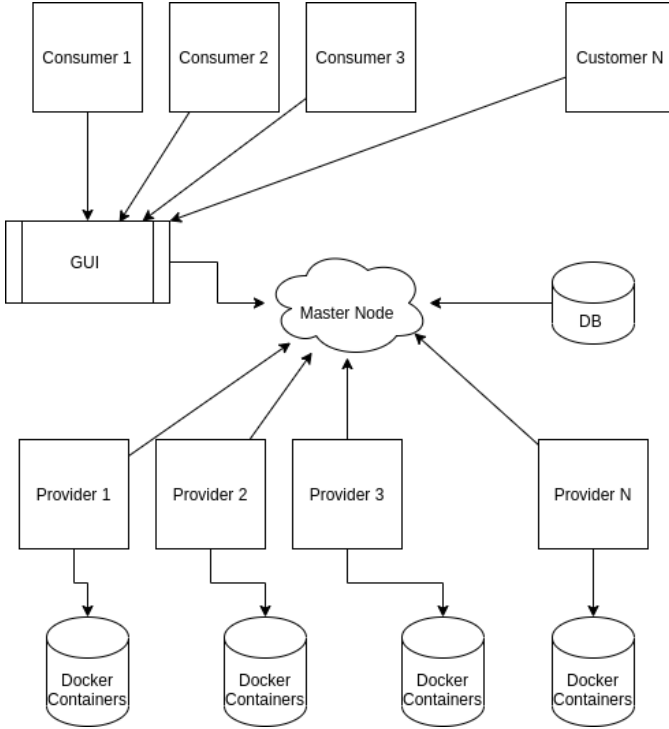 Consumer 1
Consumer 2
Consumer 3
Customer N
GUI
Master Node
DB
Provider 1
Provider 2
Provider 3
Provider N
Docker
Containers
Docker
Containers
Docker
Containers
Docker
Containers